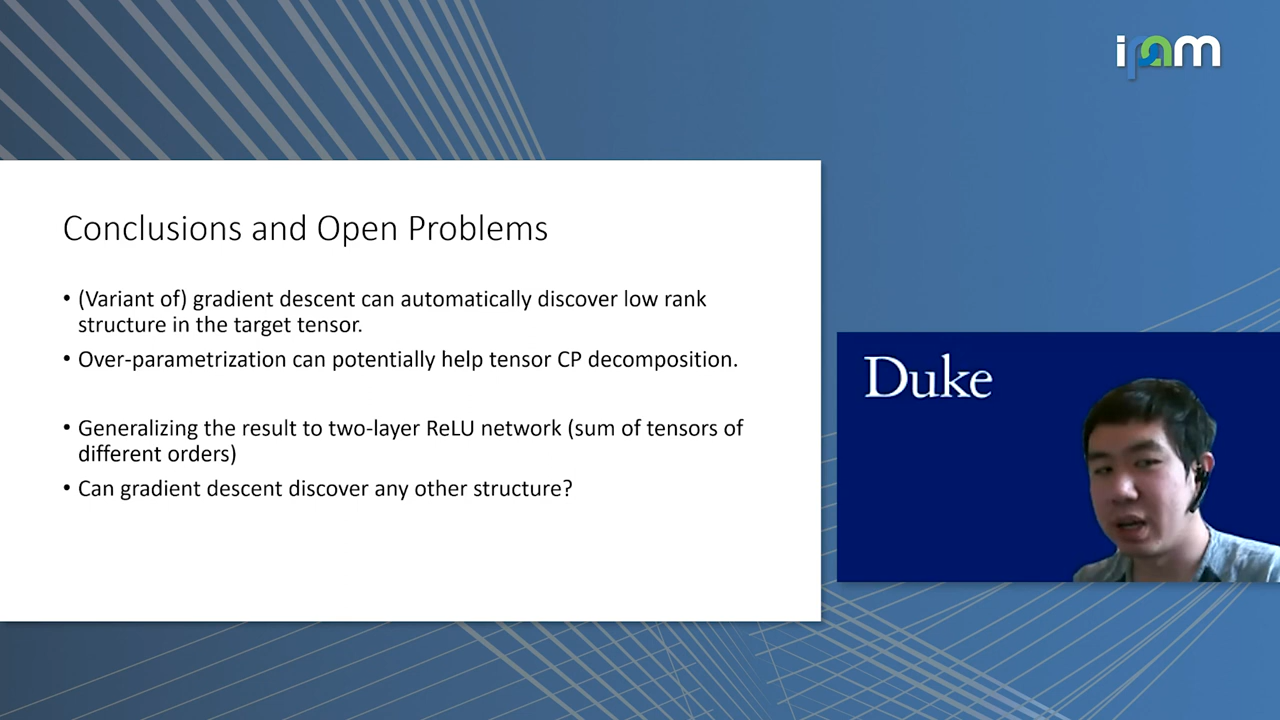 ipam
Conclusions and Open Problems
• (Variant of) gradient descent can automatically discover low rank
structure in the target tensor.
• Over-parametrization can potentially help tensor CP decomposition.
• Generalizing the result to two-layer ReLU network (sum of tensors of
different orders)
• Can gradient descent discover any other structure?
Duke